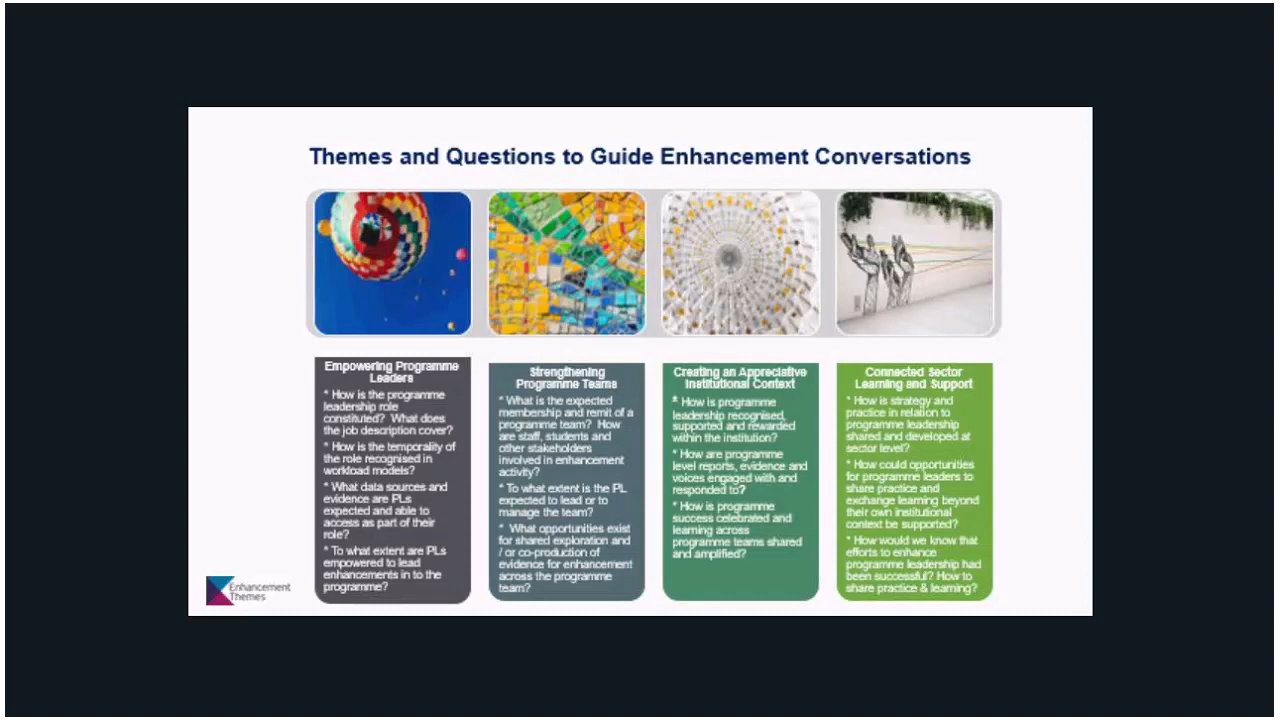 Themes and Questions to Guide Enhancement Conversations
Empowering Programme
Leaders
* How is the programme
leadership role
constituted? What does
the job description cover?
* How is the temporality of
the role recognised in
workload models?
* What data sources and
evidence are PLs
expected and able to
access as part of their
role?
* To what extent are PLs
empowered to lead
enhancements in to the
programme?
Strengthening
Programme Teams
* What is the expected
membership and remit of a
programme team? How
are staff, students and
other stakeholders
involved in enhancement
activity?
* To what extent is the PL
expected to lead or to
manage the team?
* What opportunities exist
for shared exploration and
/ or co-production of
evidence for enhancement
across the programme
team?
Creating an Appreciative
Institutional Context
* How is programme
leadership recognised,
supported and rewarded
within the institution?
* How are programme
level reports, evidence and
voices engaged with and
responded to?
* How is programme
success celebrated and
learning across
programme teams shared
and amplified?
Connected Sector
Learning and Support
* How is strategy and
practice in relation to
programme leadership
shared and developed at
sector level?
* How could opportunities
for programme leaders to
share practice and
exchange learning beyond
their own institutional
context be supported?
* How would we know that
efforts to enhance
programme leadership had
been successful? How to
share practice & learning?
Enhancement
Themes